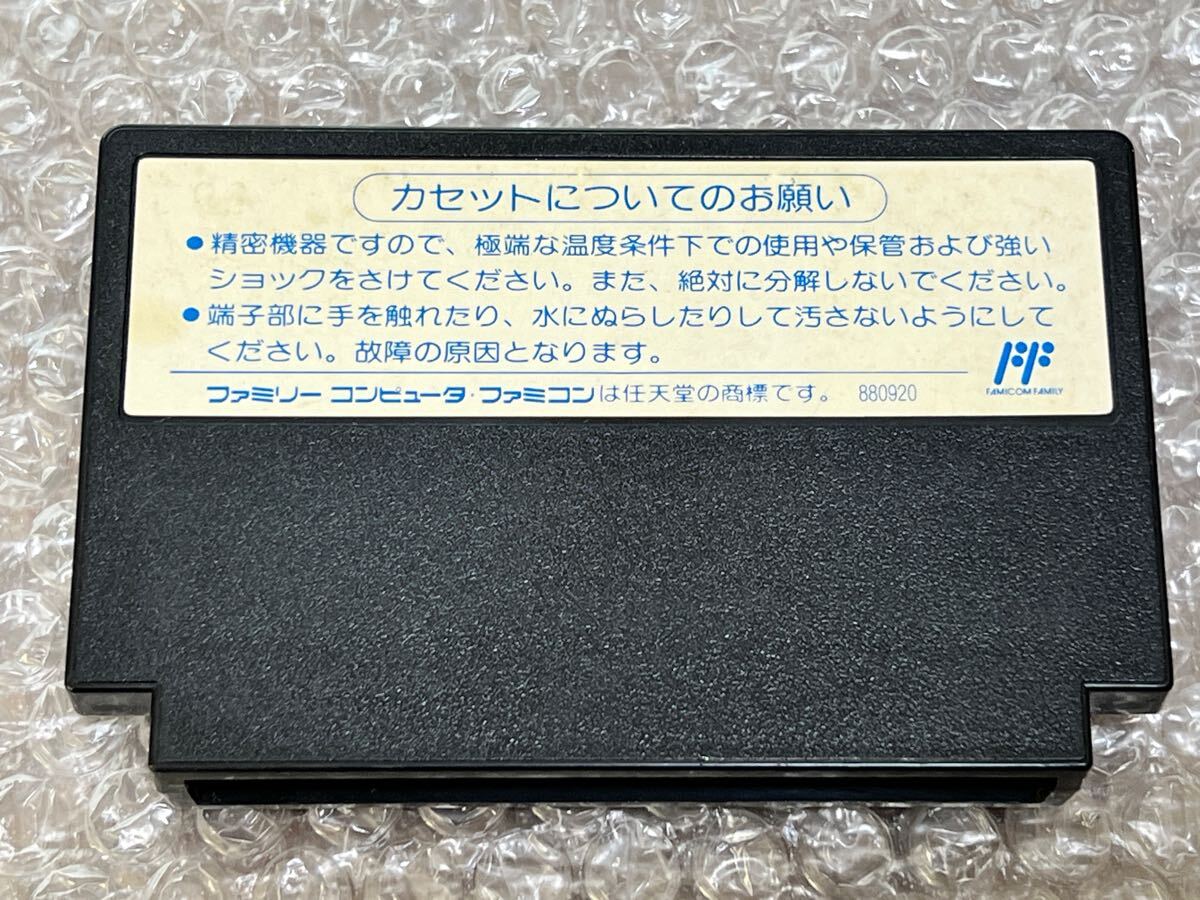 カセットについてのお願い
●精密機器ですので、極端な温度条件下での使用や保管および強い
ショックをさけてください。また、絶対に分解しないでください。
●端子部に手を触れたり、水にぬらしたりして汚さないようにして
ください。故障の原因となります。
FF
FAMICOM FAMILY
ファミリー コンピュータ・ファミコンは任天堂の商標です。 880920